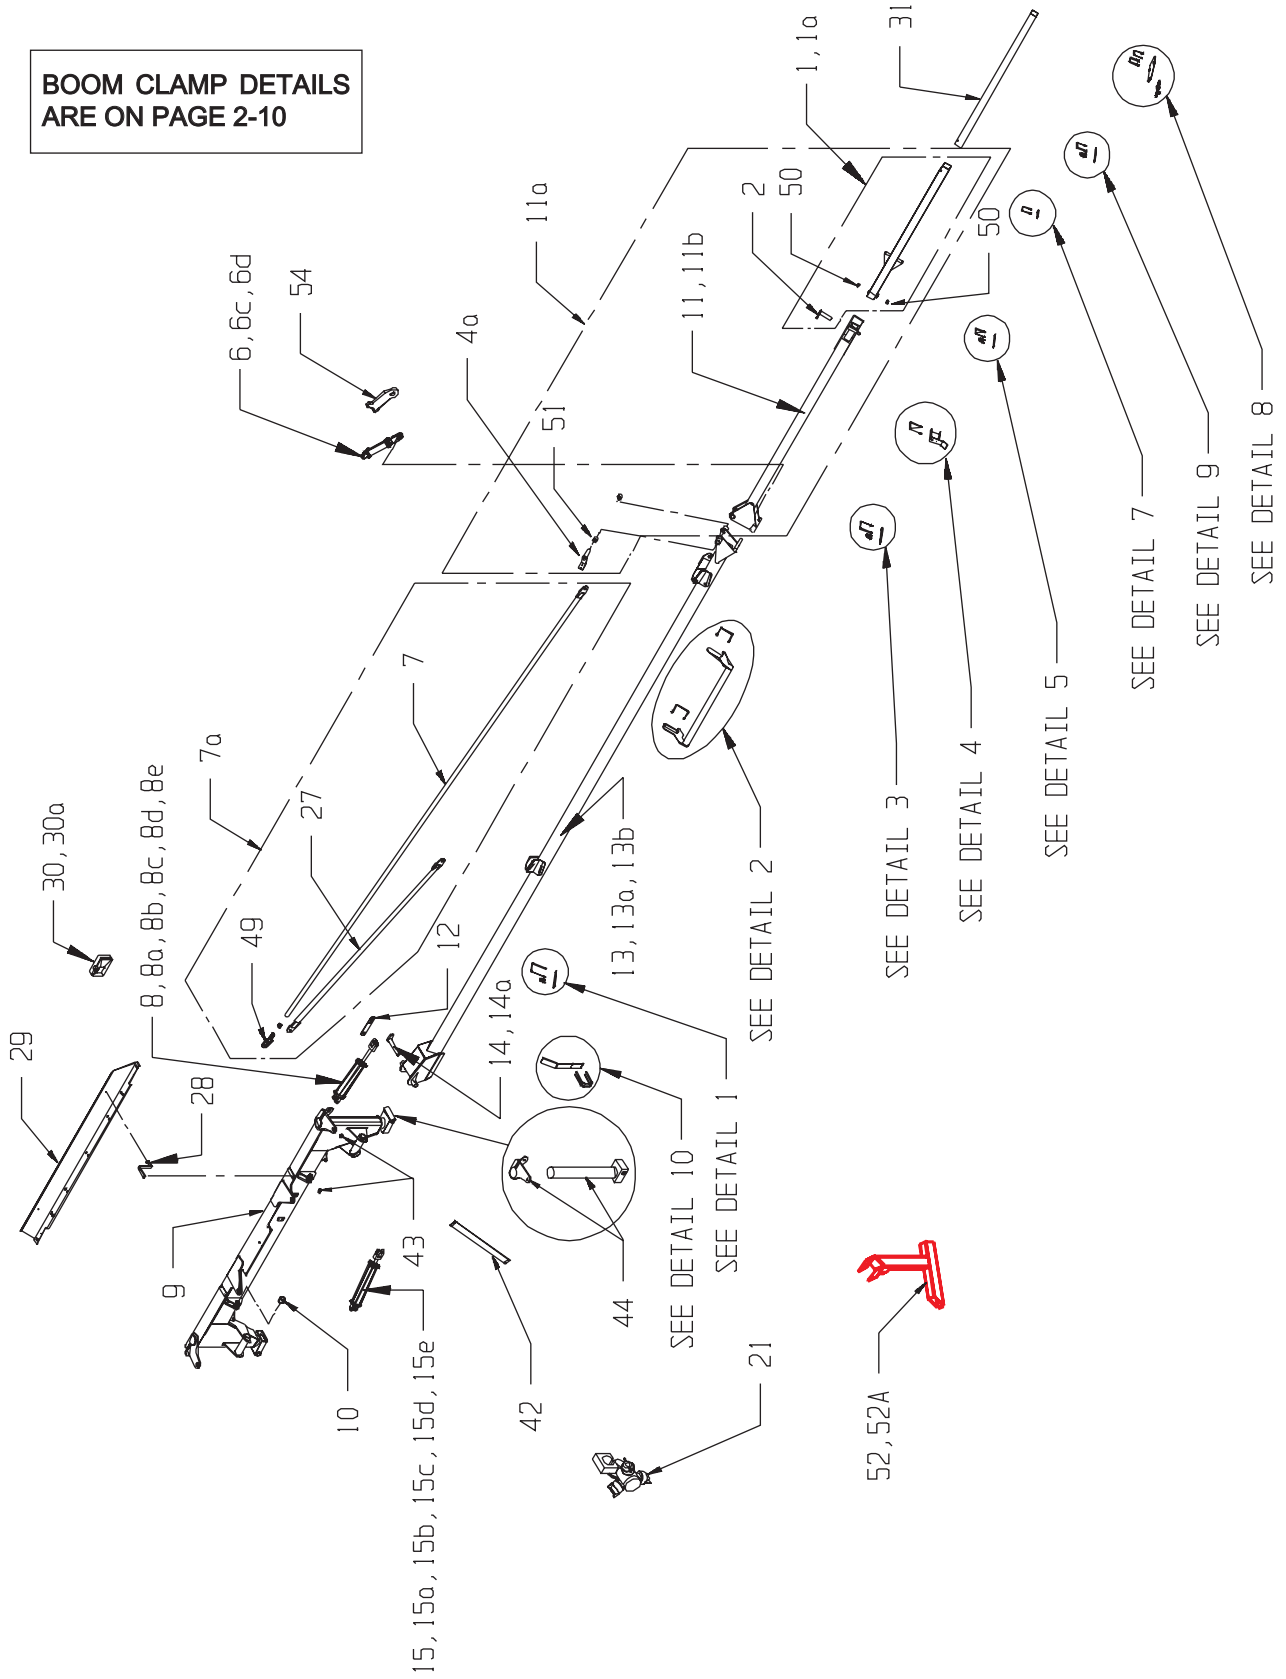 BOOM CLAMP DETAILS
ARE ON PAGE 2-10
1,1a
31
2
50
50
11a
11,11b
6,6c,6d
54
4a
51
7
7a
27
49
12
30,30a
8,8a,8b,8c,8d,8e
29
28
14,14a
13,13a,13b
9
10
43
44
42
15,15a,15b,15c,15d,15e
21
52,52A
SEE DETAIL 10
SEE DETAIL 1
SEE DETAIL 2
SEE DETAIL 3
SEE DETAIL 4
SEE DETAIL 5
SEE DETAIL 7
SEE DETAIL 9
SEE DETAIL 8